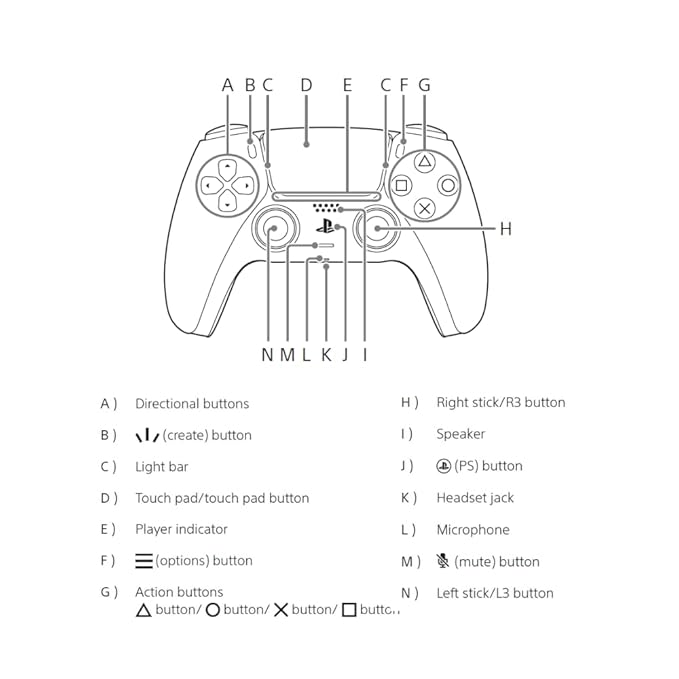 A B C D E C F G
H
N M L K J I
A ) Directional buttons
B ) (create) button
C ) Light bar
D ) Touch pad/touch pad button
E ) Player indicator
F ) (options) button
G ) Action buttons
△ button/ ○ button/ ✕ button/ □
H ) Right stick/R3 button
I ) Speaker
J ) (PS) button
K ) Headset jack
L ) Microphone
M ) (mute) button
N ) Left stick/L3 button